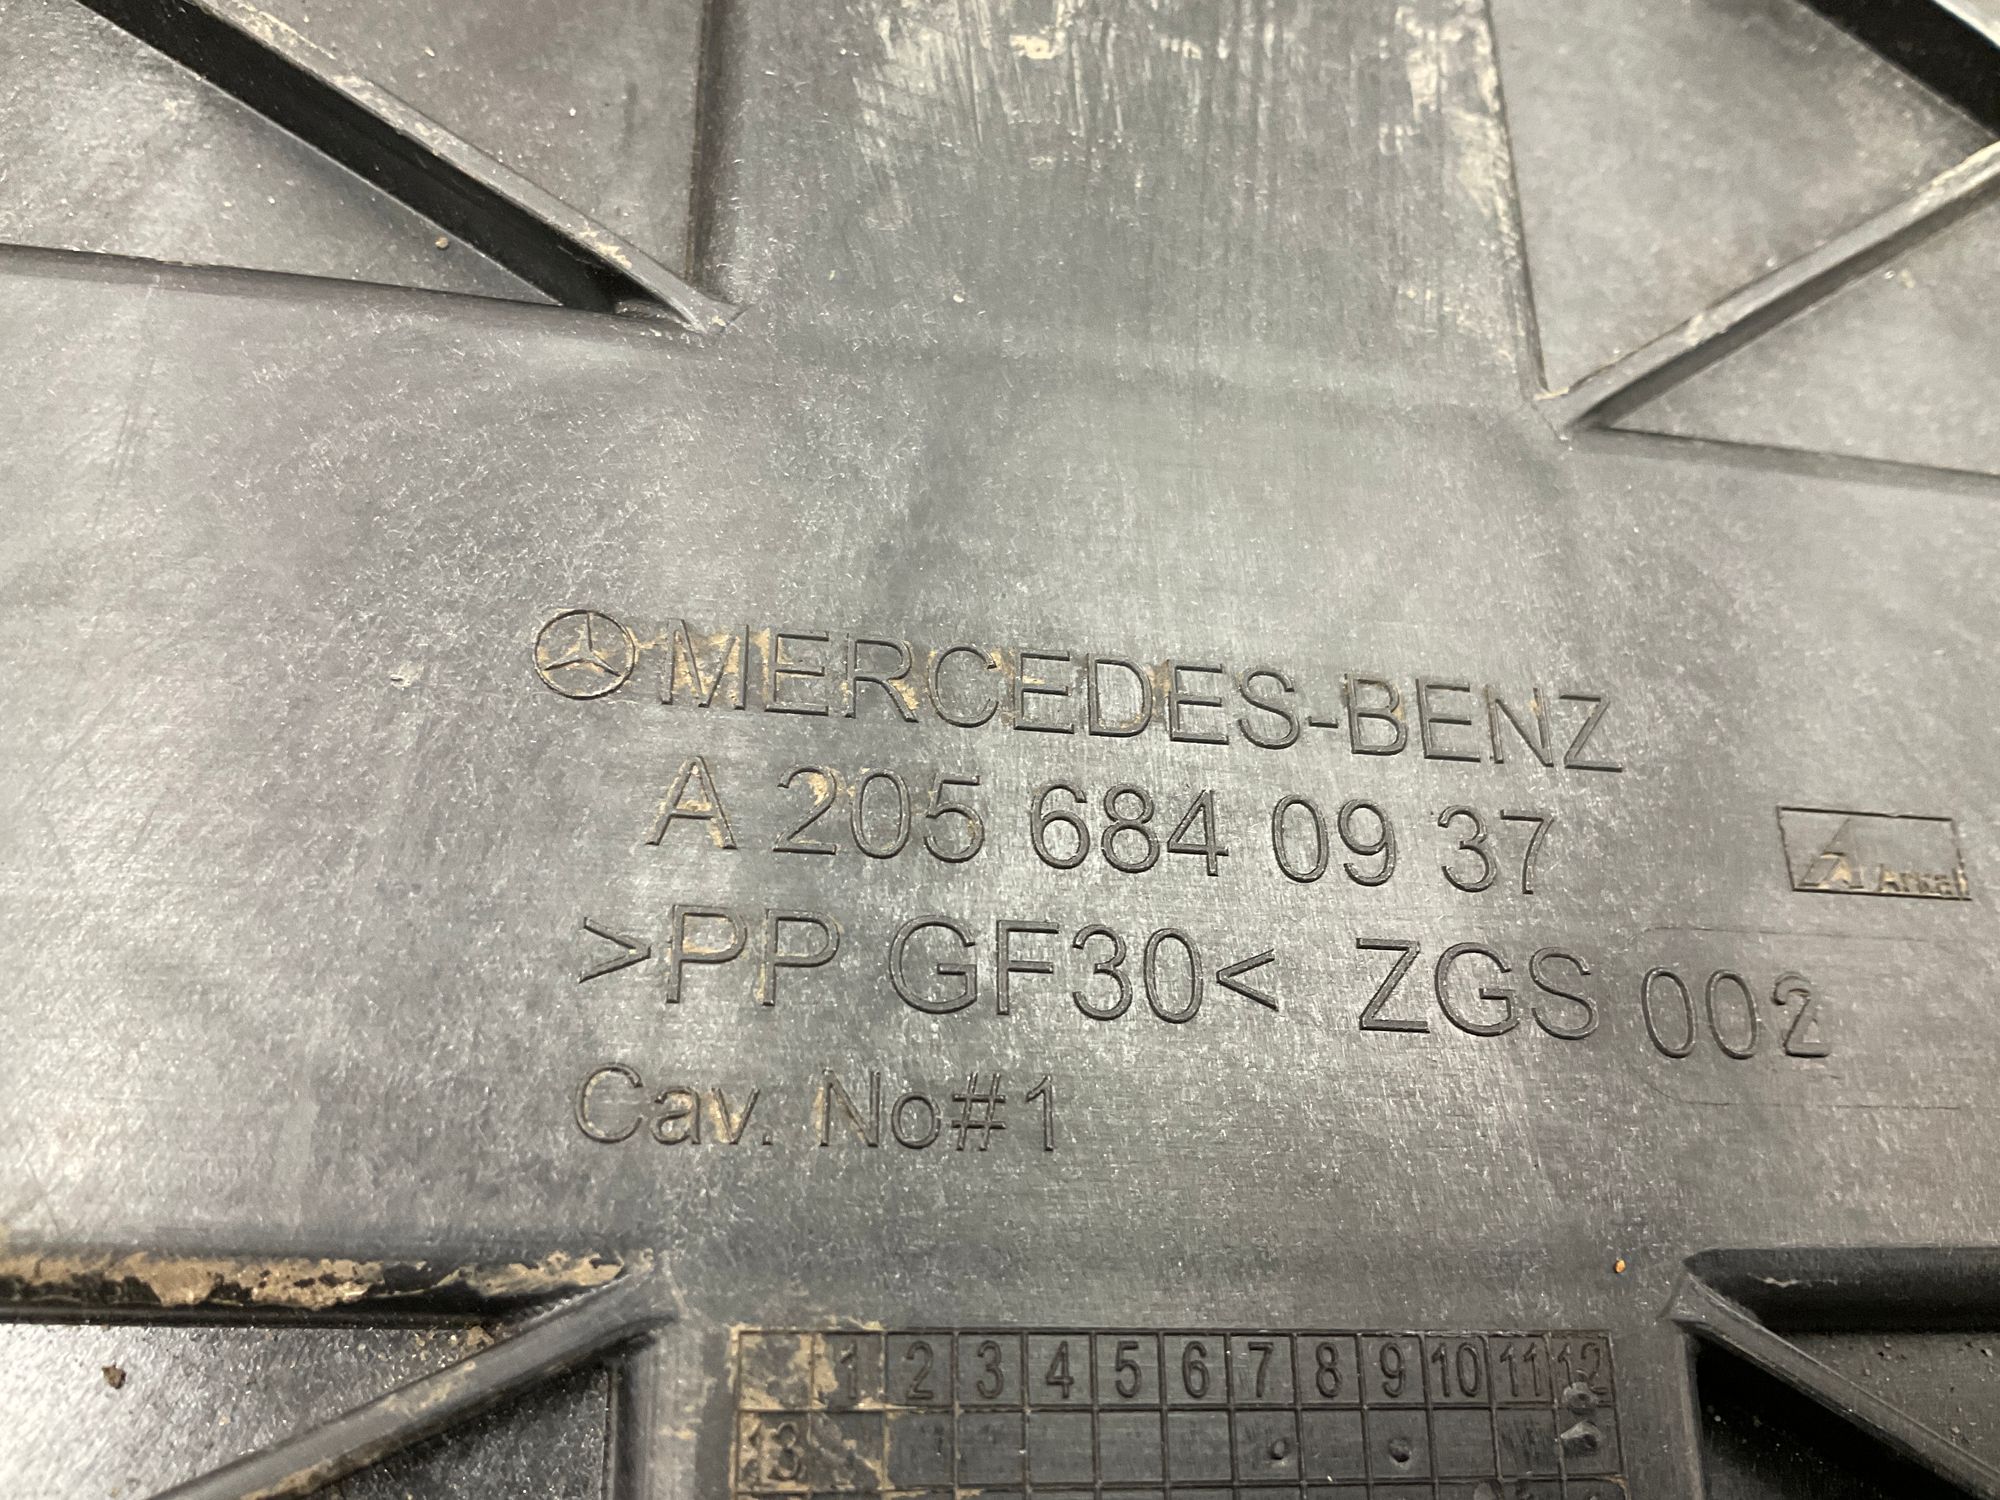 MERCEDES-BENZ
A 205 684 09 37
>PP GF30< ZGS 002
Cav. No#1
1 2 3 4 5 6 7 8 9 10 11 12
13